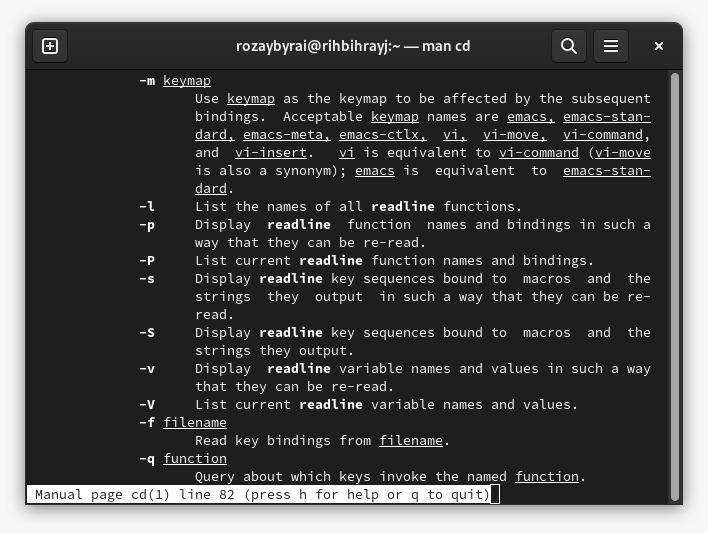 rozaybyrai@rihbihrayj:~ — man cd
-m keymap
Use keymap as the keymap to be affected by the subsequent
bindings.  Acceptable keymap names are emacs, emacs-stan-
dard, emacs-meta, emacs-ctlx,  vi,  vi-move,  vi-command,
and  vi-insert.   vi is equivalent to vi-command (vi-move
is also a synonym); emacs is  equivalent  to  emacs-stan-
dard.
-l     List the names of all readline functions.
-p     Display  readline  function  names and bindings in such a
way that they can be re-read.
-P     List current readline function names and bindings.
-s     Display readline key sequences bound to  macros  and  the
strings  they  output  in such a way that they can be re-
read.
-S     Display readline key sequences bound to  macros  and  the
strings they output.
-v     Display  readline variable names and values in such a way
that they can be re-read.
-V     List current readline variable names and values.
-f filename
Read key bindings from filename.
-q function
Query about which keys invoke the named function.
Manual page cd(1) line 82 (press h for help or q to quit)